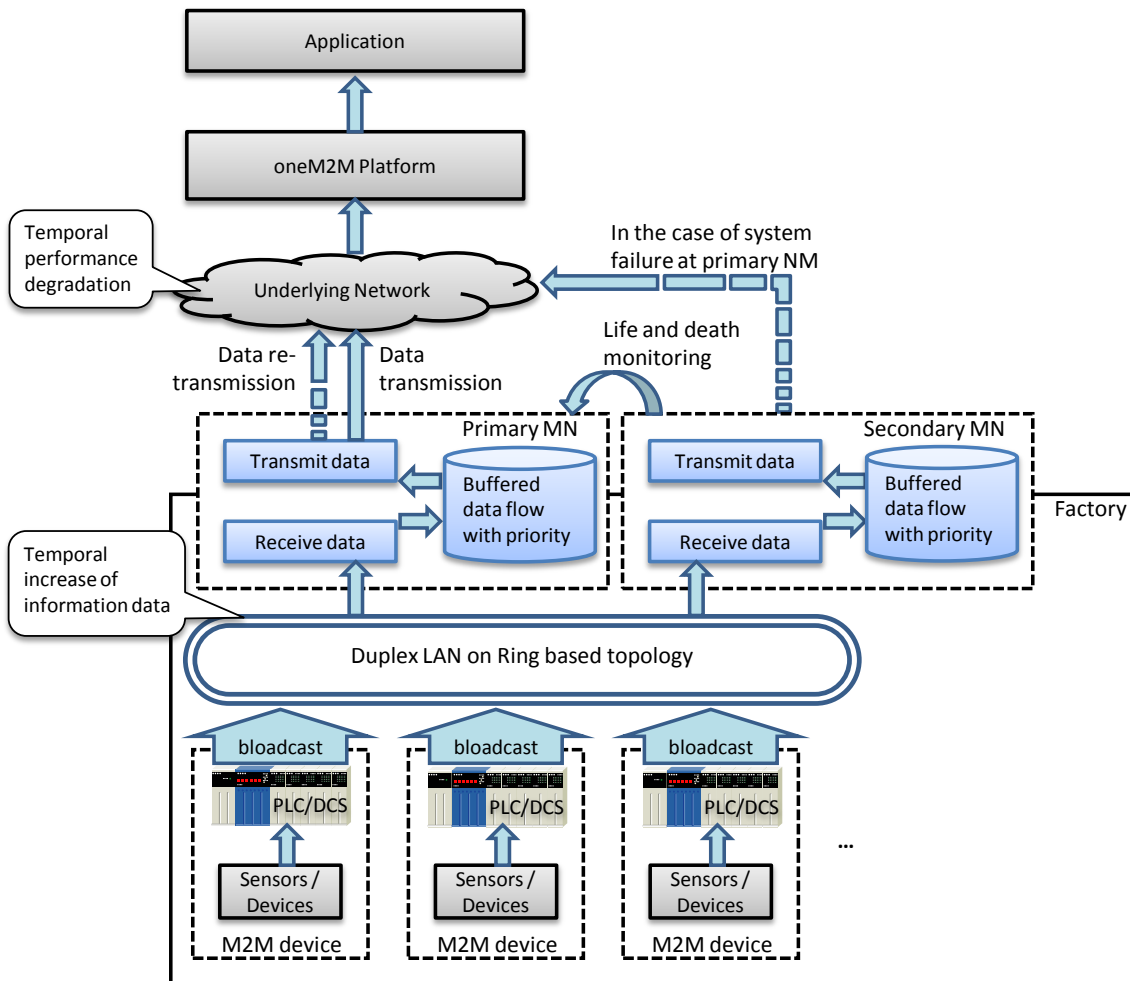 Application
oneM2M Platform
Temporal
performance
degradation
In the case of system
failure at primary NM
Underlying Network
Life and death
monitoring
Data re-
transmission
Data
transmission
Primary MN
Transmit data
Buffered
data flow
with priority
Receive data
Secondary MN
Transmit data
Buffered
data flow
with priority
Receive data
Factory
Temporal
increase of
information data
Duplex LAN on Ring based topology
bloadcast
PLC/DCS
Sensors /
Devices
M2M device
bloadcast
PLC/DCS
Sensors /
Devices
M2M device
bloadcast
PLC/DCS
Sensors /
Devices
M2M device
...